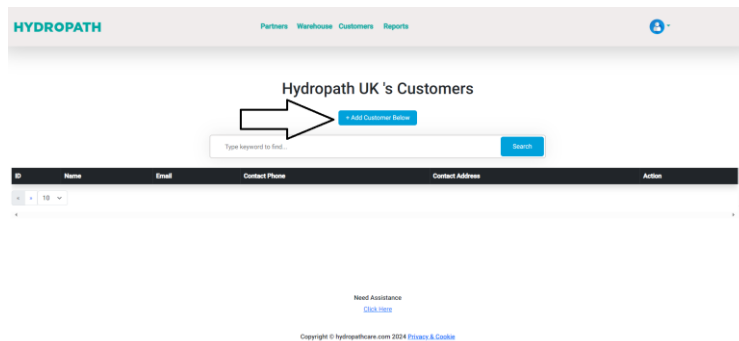 HYDROPATH
Partners Warehouse Customers Reports
Hydropath UK 's Customers
+ Add Customer Below
Type keyword to find...
Search
ID Name Email Contact Phone Contact Address Action
« ‹ 10
Need Assistance
Click Here
Copyright © hydropathcare.com 2024 Privacy & Cookie